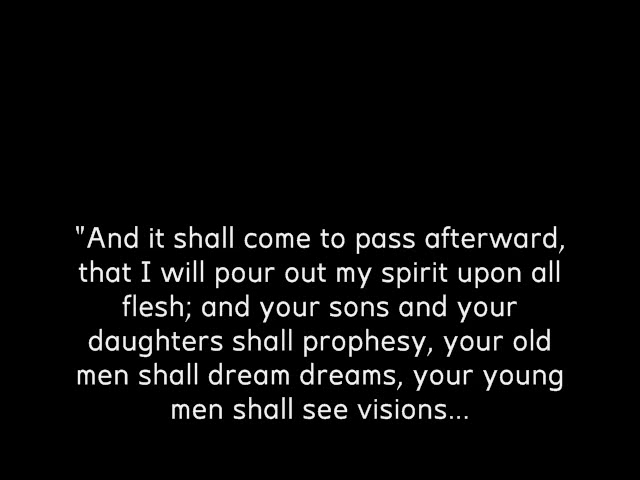 "And it shall come to pass afterward,
that I will pour out my spirit upon all
flesh; and your sons and your
daughters shall prophesy, your old
men shall dream dreams, your young
men shall see visions...